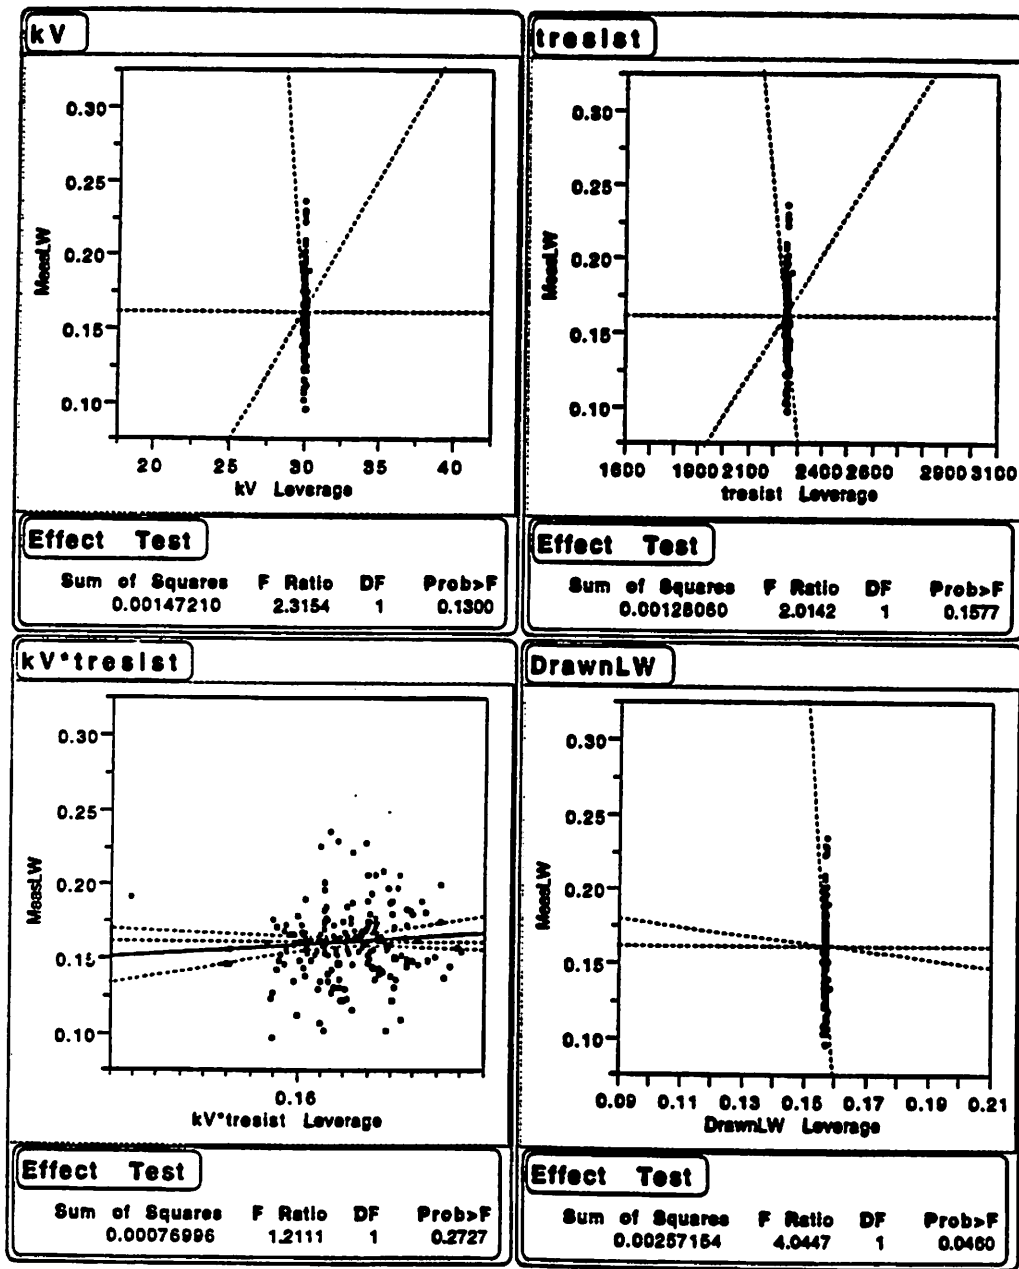 kV
MeasLW
0.30
0.25
0.20
0.15
0.10
20 25 30 35 40
kV Leverage
Effect Test
Sum of Squares F Ratio DF Prob>F
0.00147210 2.3154 1 0.1300
tresist
MeasLW
0.30
0.25
0.20
0.15
0.10
1600 1900 2100 2400 2600 2900 3100
tresist Leverage
Effect Test
Sum of Squares F Ratio DF Prob>F
0.00128060 2.0142 1 0.1577
kV*tresist
MeasLW
0.30
0.25
0.20
0.15
0.10
0.16
kV*tresist Leverage
Effect Test
Sum of Squares F Ratio DF Prob>F
0.00076996 1.2111 1 0.2727
DrawnLW
MeasLW
0.30
0.25
0.20
0.15
0.10
0.09 0.11 0.13 0.15 0.17 0.19 0.21
DrawnLW Leverage
Effect Test
Sum of Squares F Ratio DF Prob>F
0.00257154 4.0447 1 0.0460